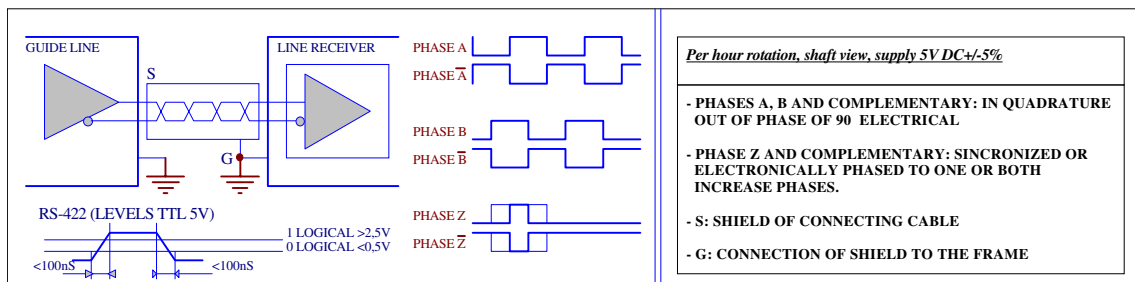 GUIDE LINE
LINE RECEIVER
S
G
RS-422 (LEVELS TTL 5V)
1 LOGICAL >2,5V
0 LOGICAL <0,5V
<100nS
<100nS
PHASE A
PHASE A̅
PHASE B
PHASE B̅
PHASE Z
PHASE Z̅
Per hour rotation, shaft view, supply 5V DC+/-5%
- PHASES A, B AND COMPLEMENTARY: IN QUADRATURE
OUT OF PHASE OF 90 ELECTRICAL
- PHASE Z AND COMPLEMENTARY: SINCRONIZED OR
ELECTRONICALLY PHASED TO ONE OR BOTH
INCREASE PHASES.
- S: SHIELD OF CONNECTING CABLE
- G: CONNECTION OF SHIELD TO THE FRAME